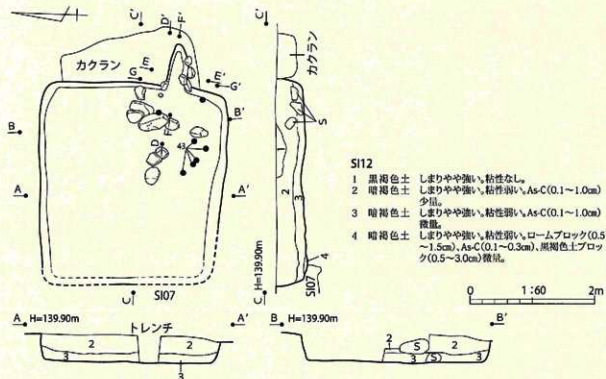 C'
D'
F'
カクラン
E
G
E'
G'
B
B'
F
D
43
A
A'
C
SI07
カクラン
S
2
3
4
SI07
H=139.90m
C'
C
SI12
1 黒褐色土 しまりやや強い。粘性なし。
2 暗褐色土 しまりやや強い。粘性弱い。As-C(0.1～1.0㎝)
少量。
3 暗褐色土 しまりやや強い。粘性弱い。As-C(0.1～1.0㎝)
微量。
4 暗褐色土 しまりやや強い。粘性弱い。ロームブロック(0.5
～1.5㎝)、As-C(0.1～0.3㎝)、黒褐色土ブロッ
ク(0.5～3.0㎝)微量。
0 1:60 2m
A H=139.90m トレンチ A'
2
2
3
3
B H=139.90m B'
2
S
2
3
S
3